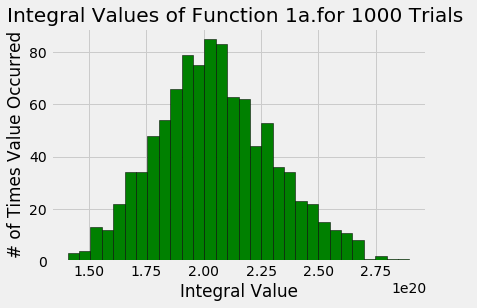 Integral Values of Function 1a.for 1000 Trials
# of Times Value Occurred
80
60
40
20
0
1.50 1.75 2.00 2.25 2.50 2.75
1e20
Integral Value